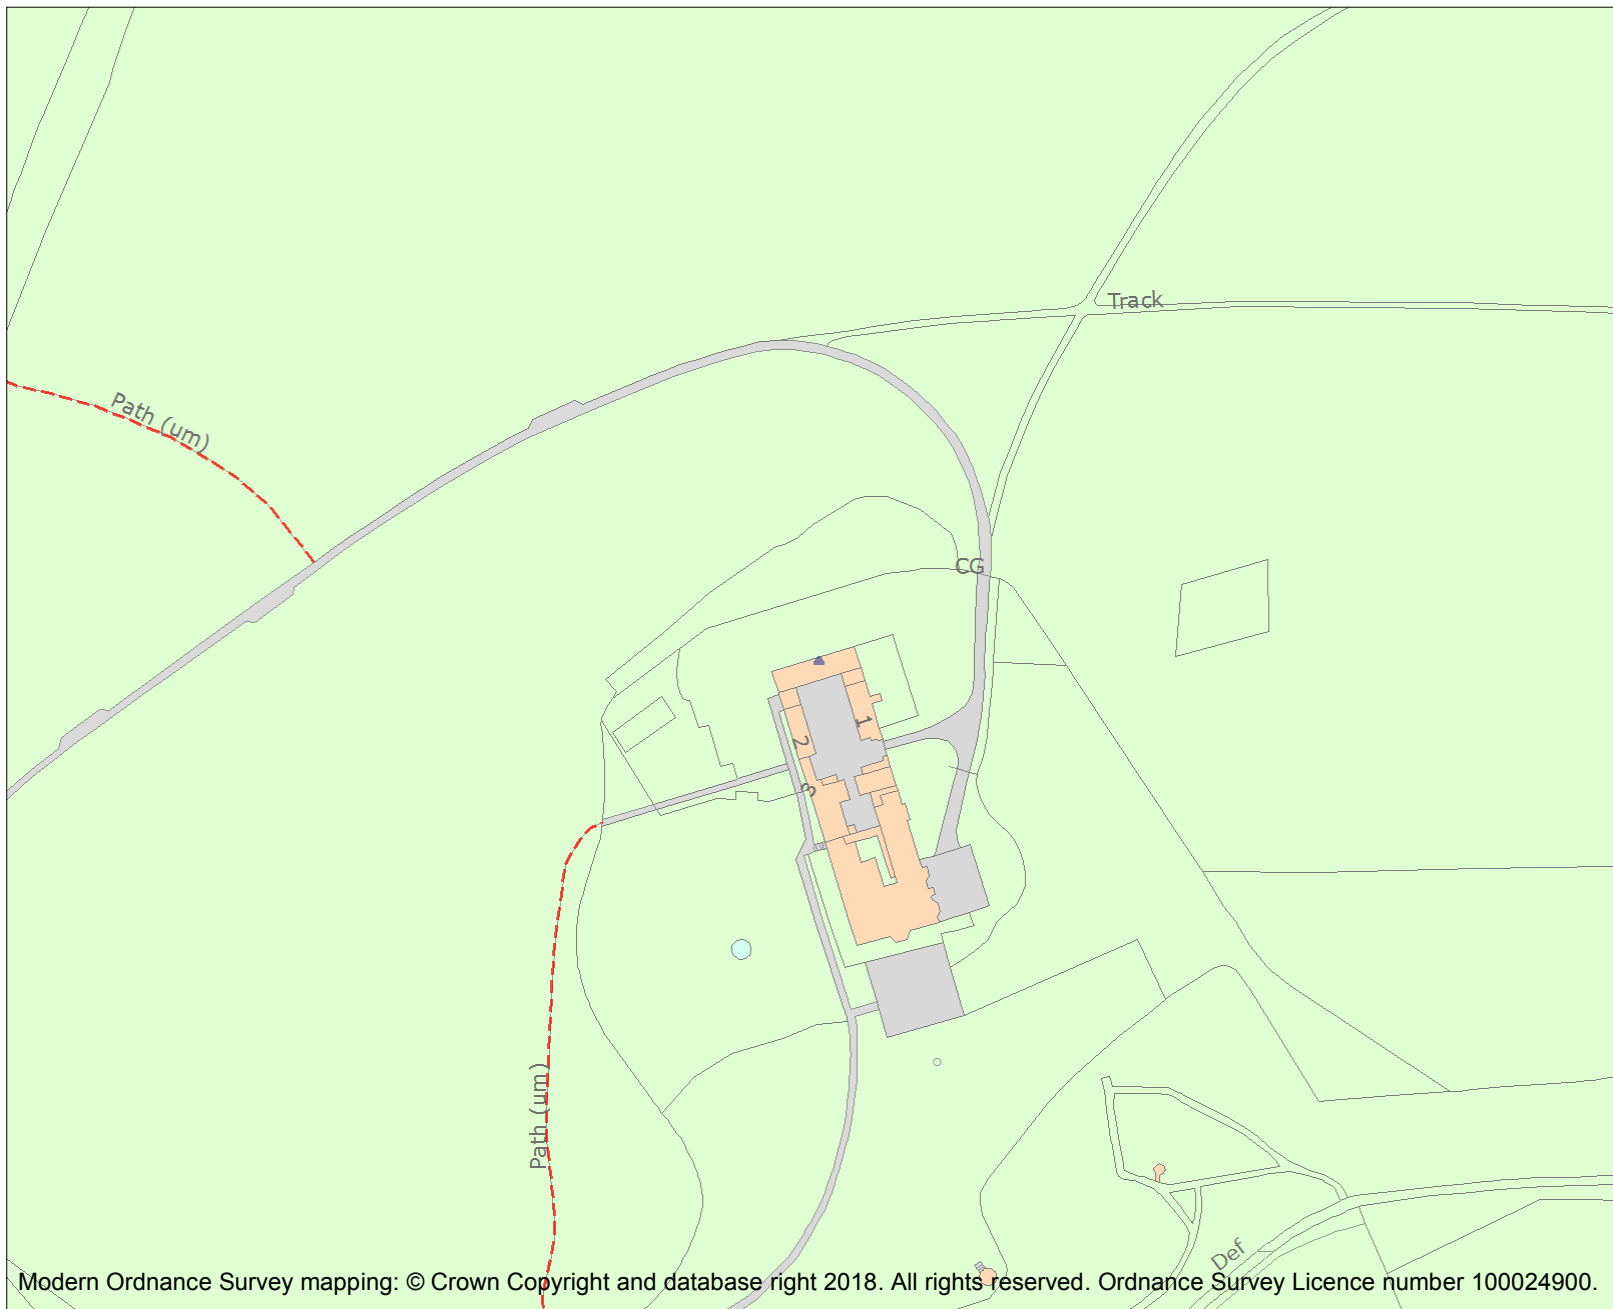 Track
Path (um)
CG
1
2
3
Path (um)
Def
Modern Ordnance Survey mapping: © Crown Copyright and database right 2018. All rights reserved. Ordnance Survey Licence number 100024900.